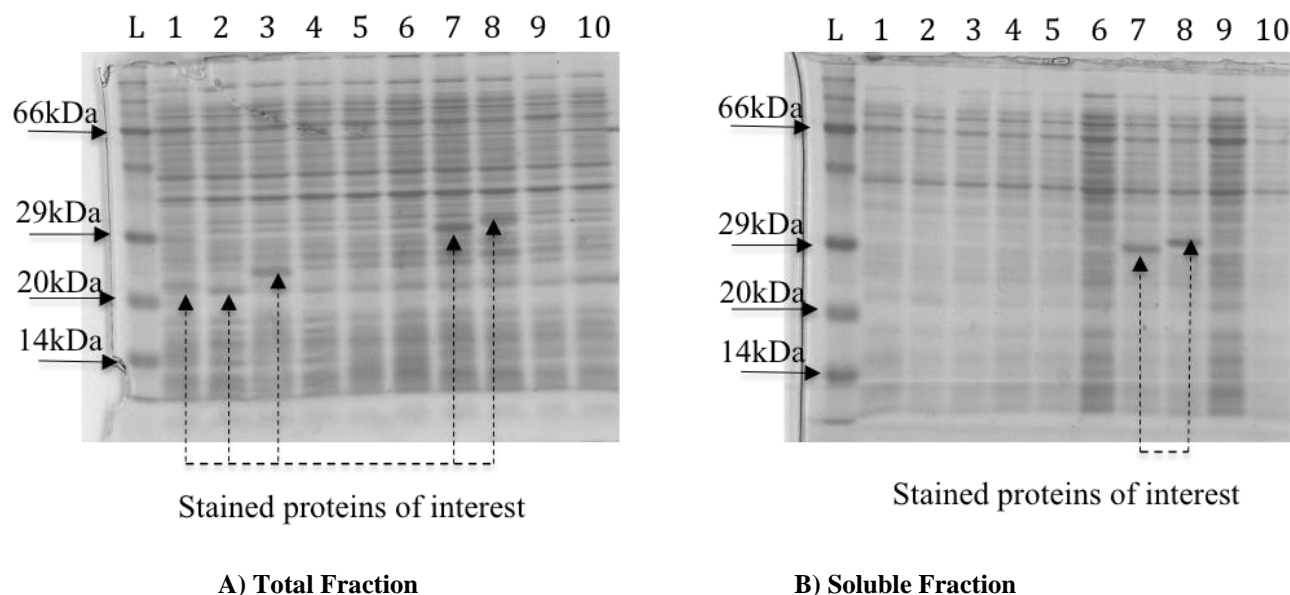 L 1 2 3 4 5 6 7 8 9 10
66kDa
29kDa
20kDa
14kDa
Stained proteins of interest
A) Total Fraction
L 1 2 3 4 5 6 7 8 9 10
66kDa
29kDa
20kDa
14kDa
Stained proteins of interest
B) Soluble Fraction